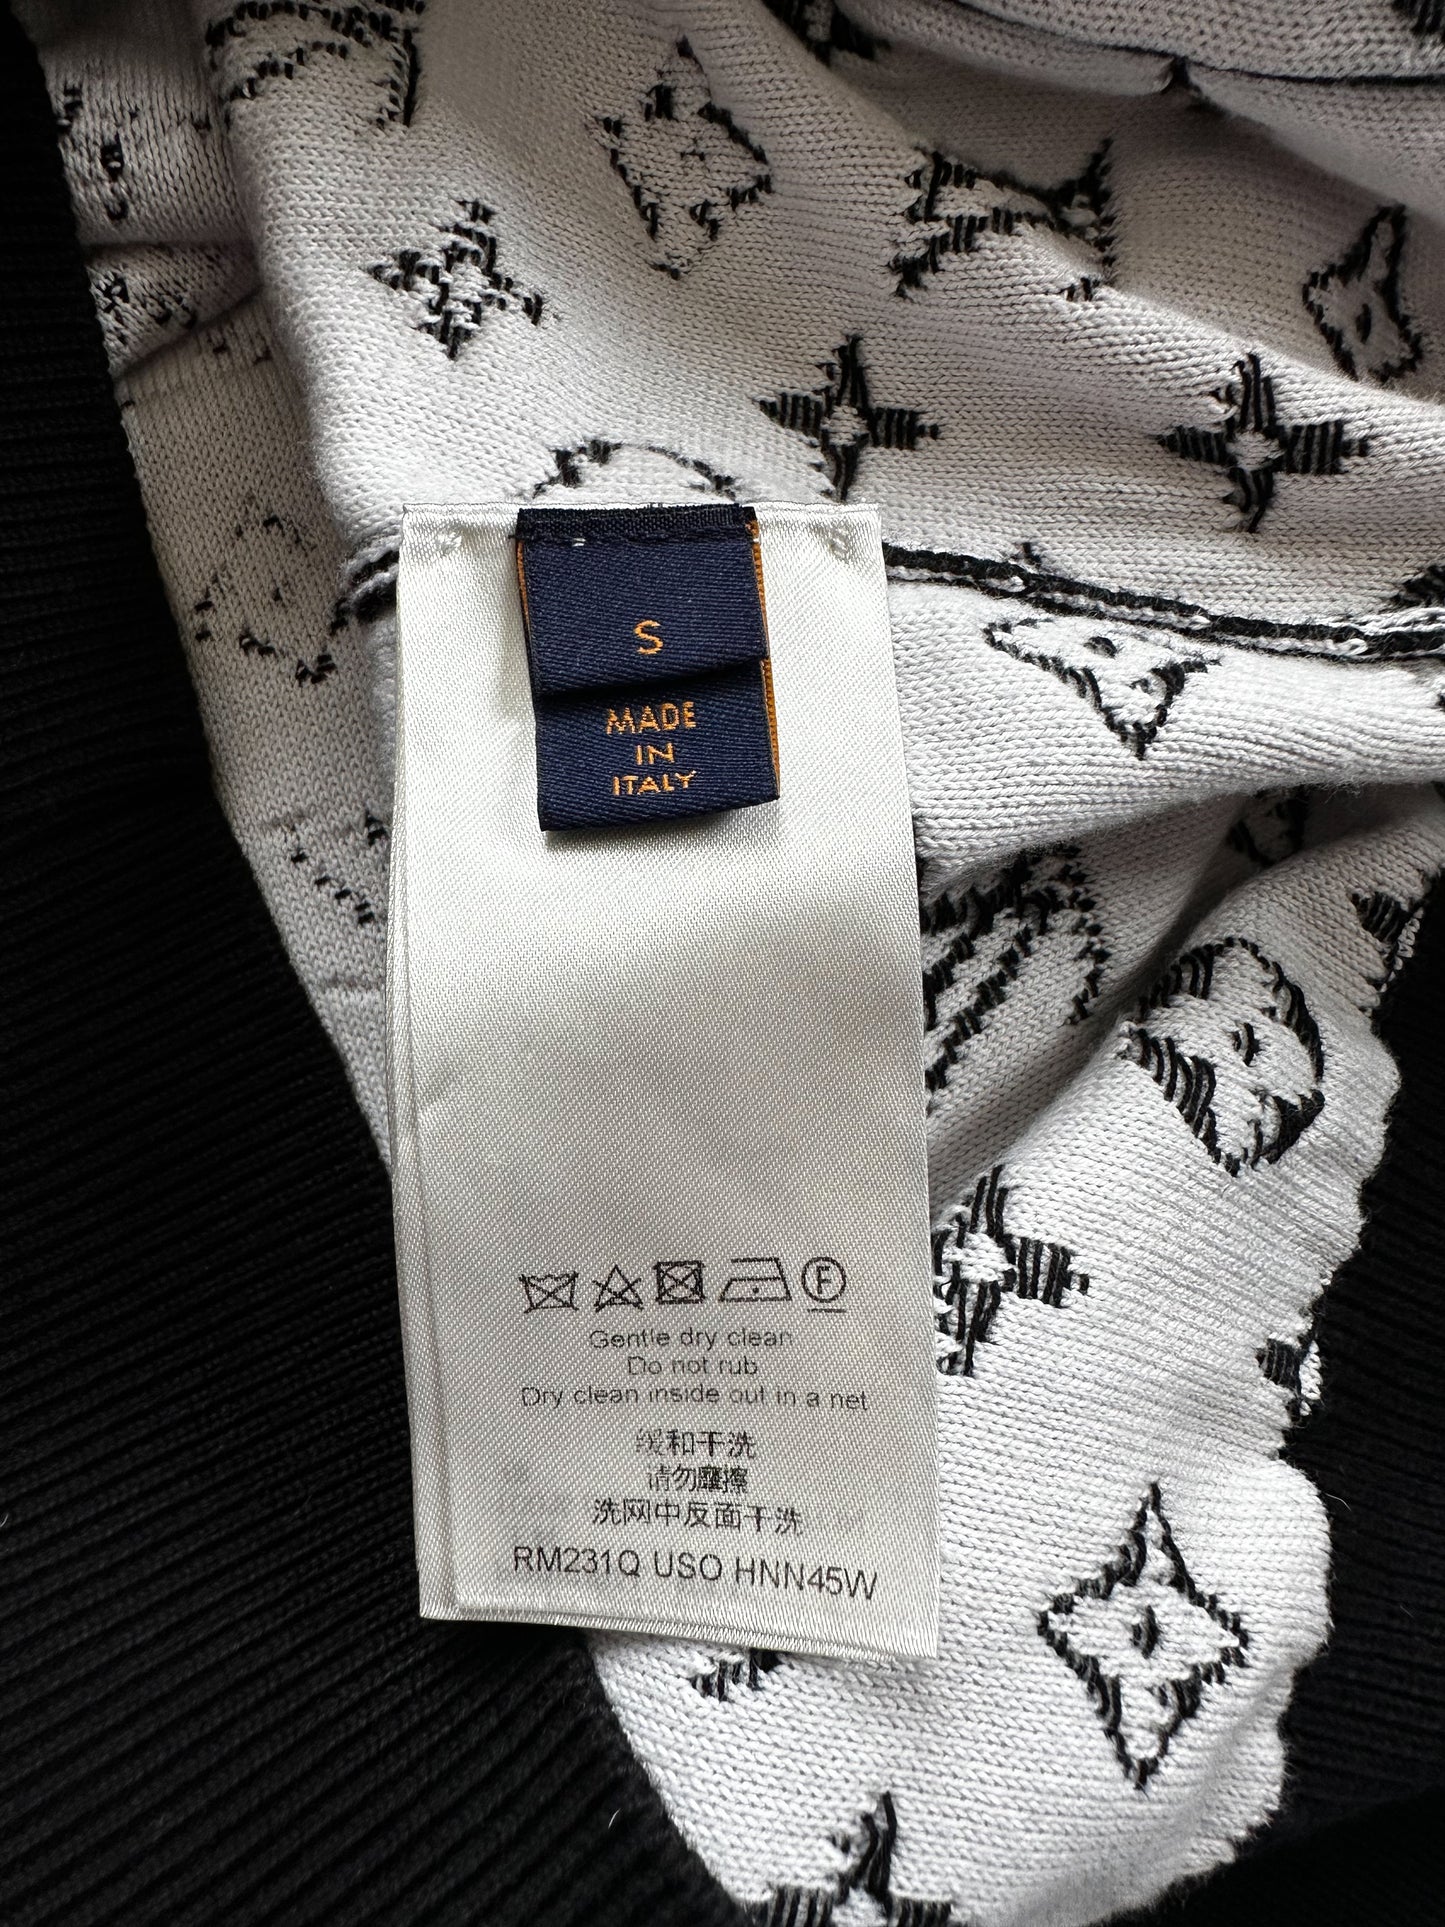 S
MADE
IN
ITALY
F
Gentle dry clean
Do not rub
Dry clean inside out in a net
缓和干洗
请勿摩擦
洗网中反面干洗
RM231Q USO HNN45W